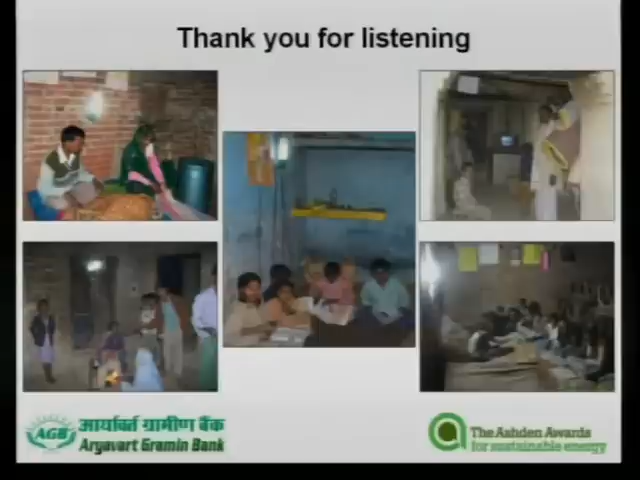 Thank you for listening
AGB
आर्यावर्त ग्रामीण बैंक
Aryavart Gramin Bank
The Ashden Awards
for sustainable energy